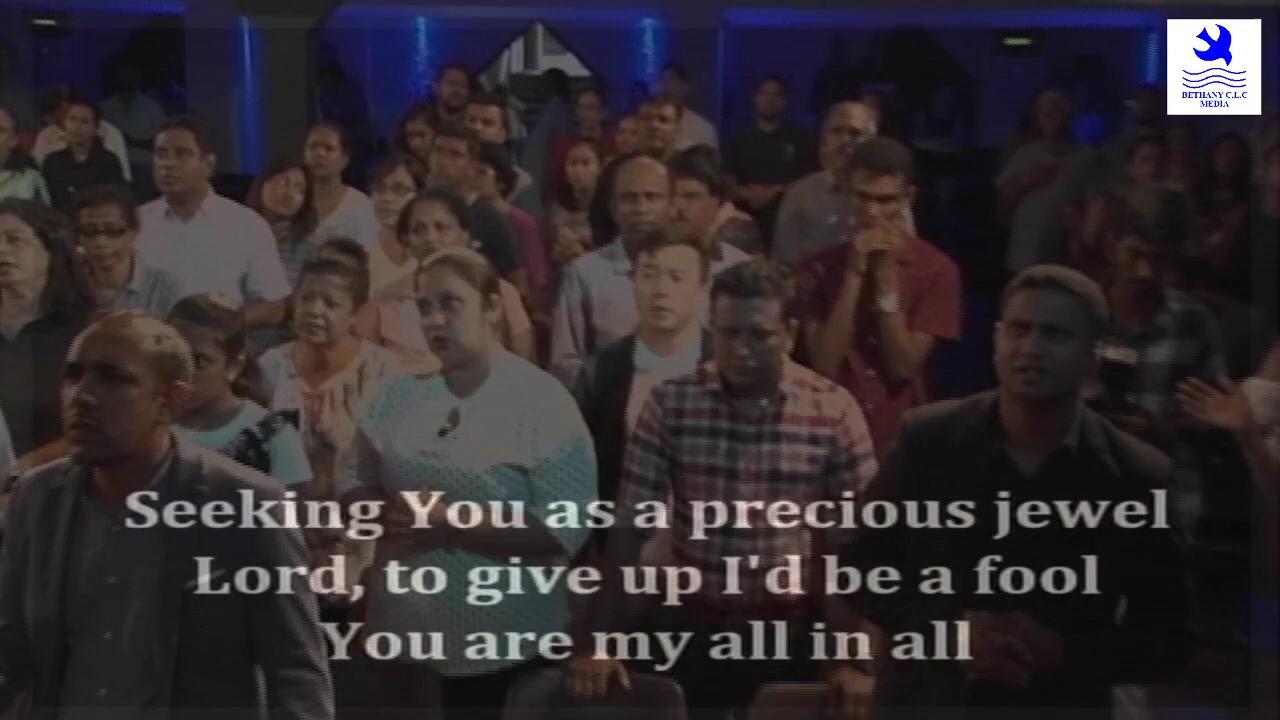 BETHANY C.L.C
MEDIA
Seeking You as a precious jewel
Lord, to give up I'd be a fool
You are my all in all